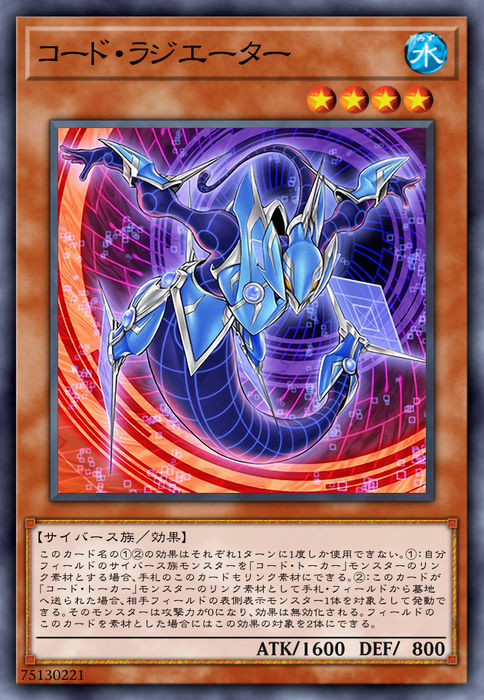 コード・ラジエーター
みず
水
【サイバース族／効果】
このカード名の①②の効果はそれぞれ1ターンに1度しか使用できない。①：自分
フィールドのサイバース族モンスターを「コード・トーカー」モンスターのリン
ク素材とする場合、手札のこのカードもリンク素材にできる。②：このカードが
「コード・トーカー」モンスターのリンク素材として手札・フィールドから墓地
へ送られた場合、相手フィールドの表側表示モンスター1体を対象として発動で
きる。そのモンスターは攻撃力が0になり、効果は無効化される。フィールドの
このカードを素材とした場合にはこの効果の対象を2体にできる。
ATK/1600 DEF/ 800
75130221